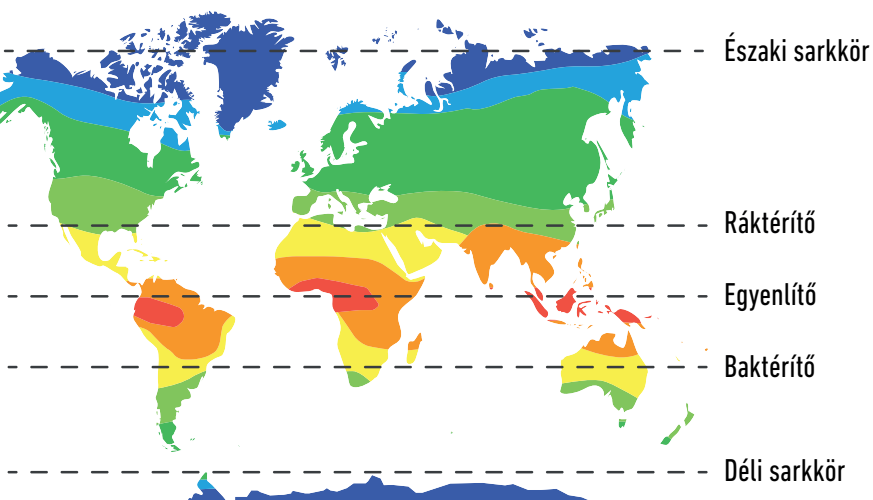 Északi sarkkör
Ráktérítő
Egyenlítő
Baktérítő
Déli sarkkör